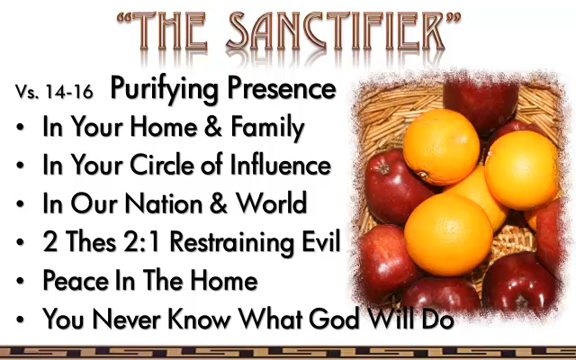 "THE SANCTIFIER"
Vs. 14-16 Purifying Presence
• In Your Home & Family
• In Your Circle of Influence
• In Our Nation & World
• 2 Thes 2:1 Restraining Evil
• Peace In The Home
• You Never Know What God Will Do